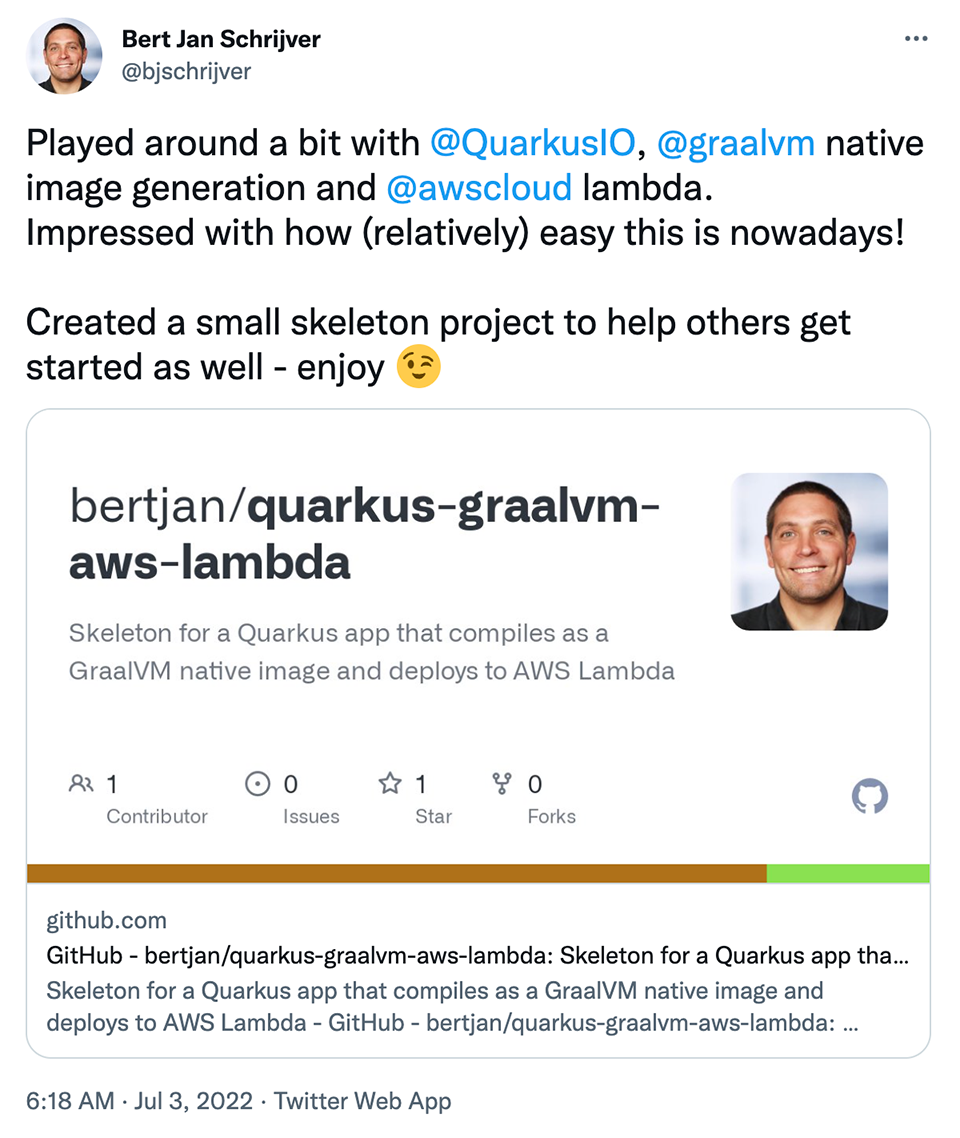 Bert Jan Schrijver
@bjschrijver
Played around a bit with @QuarkusIO, @graalvm native
image generation and @awscloud lambda.
Impressed with how (relatively) easy this is nowadays!
Created a small skeleton project to help others get
started as well - enjoy 😉
bertjan/quarkus-graalvm-
aws-lambda
Skeleton for a Quarkus app that compiles as a
GraalVM native image and deploys to AWS Lambda
1 0 1 0
Contributor Issues Star Forks
github.com
GitHub - bertjan/quarkus-graalvm-aws-lambda: Skeleton for a Quarkus app tha...
Skeleton for a Quarkus app that compiles as a GraalVM native image and
deploys to AWS Lambda - GitHub - bertjan/quarkus-graalvm-aws-lambda: ...
6:18 AM · Jul 3, 2022 · Twitter Web App